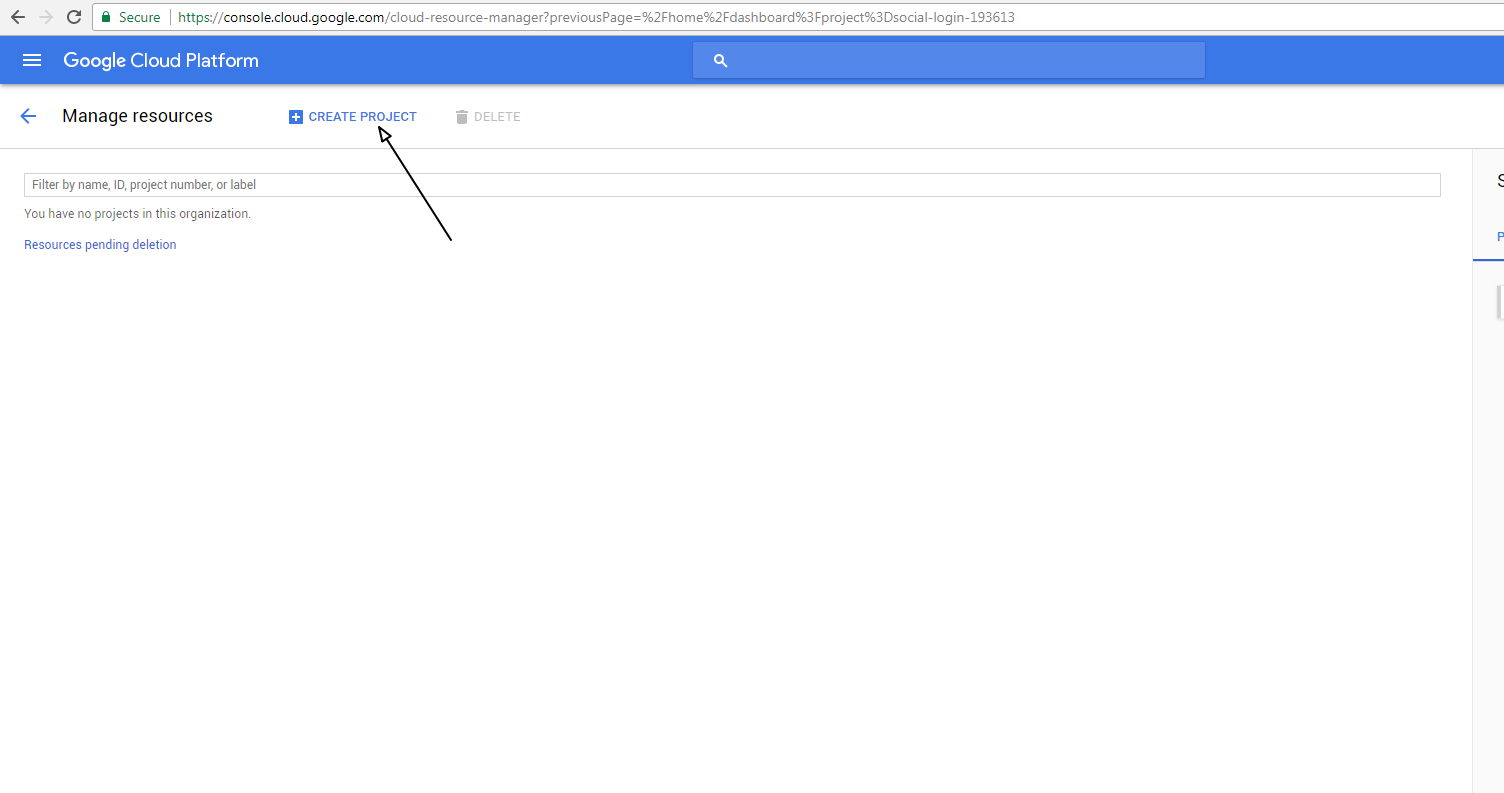 Secure https://console.cloud.google.com/cloud-resource-manager?previousPage=%2Fhome%2Fdashboard%3Fproject%3Dsocial-login-193613
Google Cloud Platform
Manage resources CREATE PROJECT DELETE
Filter by name, ID, project number, or label
You have no projects in this organization.
Resources pending deletion
S
P